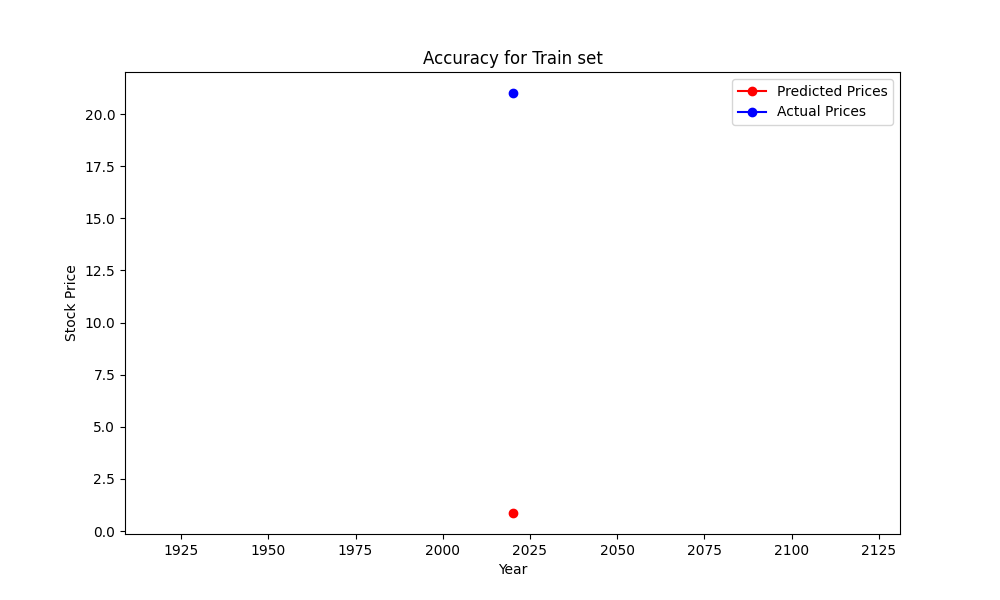 Accuracy for Train set
Predicted Prices
Actual Prices
20.0
17.5
15.0
12.5
10.0
7.5
5.0
2.5
0.0
Stock Price
1925 1950 1975 2000 2025 2050 2075 2100 2125
Year